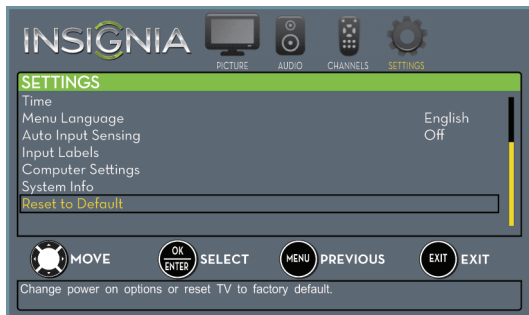 INSIGNIA
PICTURE AUDIO CHANNELS SETTINGS
SETTINGS
Time
Menu Language English
Auto Input Sensing Off
Input Labels
Computer Settings
System Info
Reset to Default
MOVE OK ENTER SELECT MENU PREVIOUS EXIT EXIT
Change power on options or reset TV to factory default.